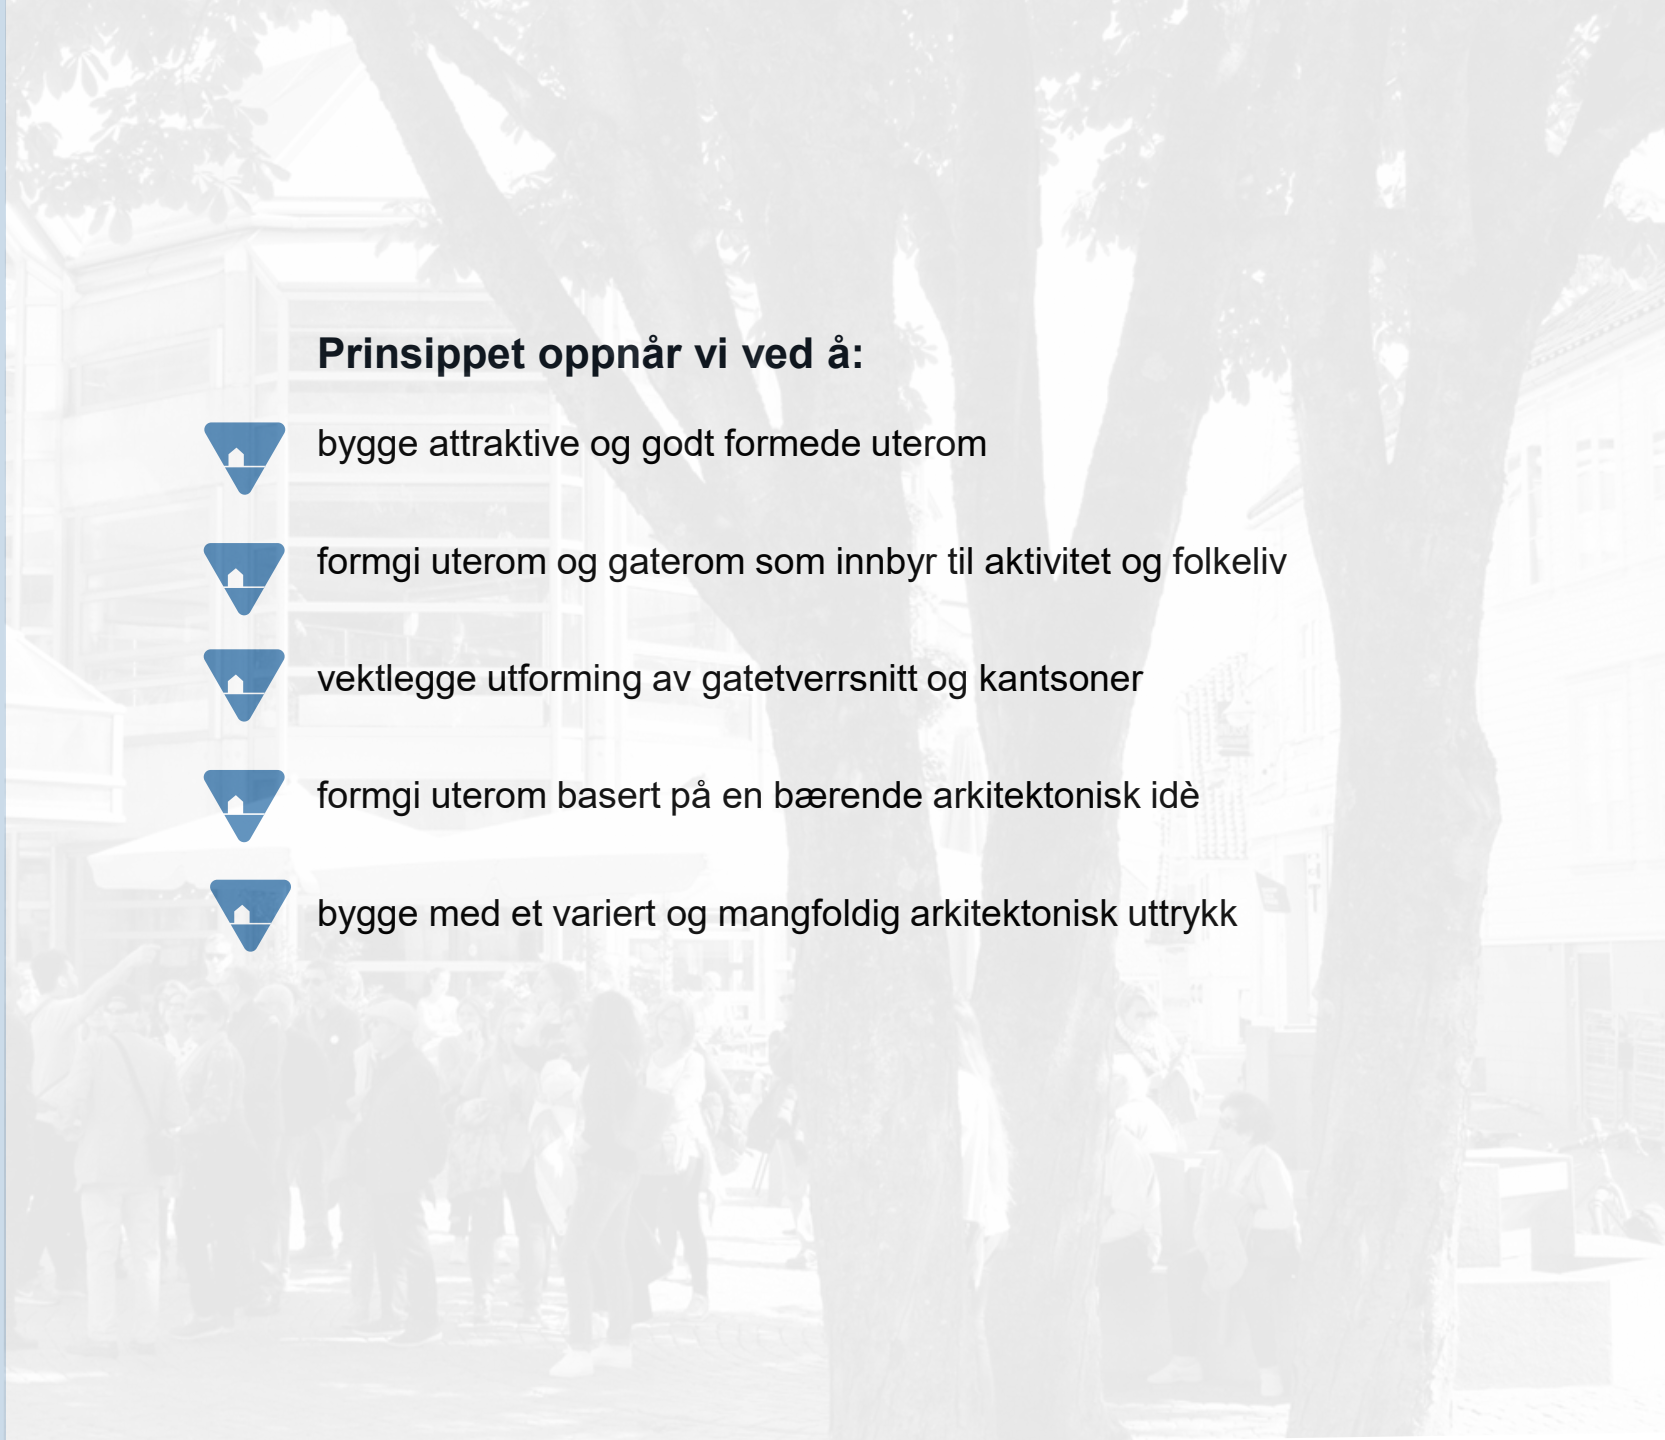 Prinsippet oppnår vi ved å:
bygge attraktive og godt formede uterom
formgi uterom og gaterom som innbyr til aktivitet og folkeliv
vektlegge utforming av gatetverrsnitt og kantsoner
formgi uterom basert på en bærende arkitektonisk idè
bygge med et variert og mangfoldig arkitektonisk uttrykk